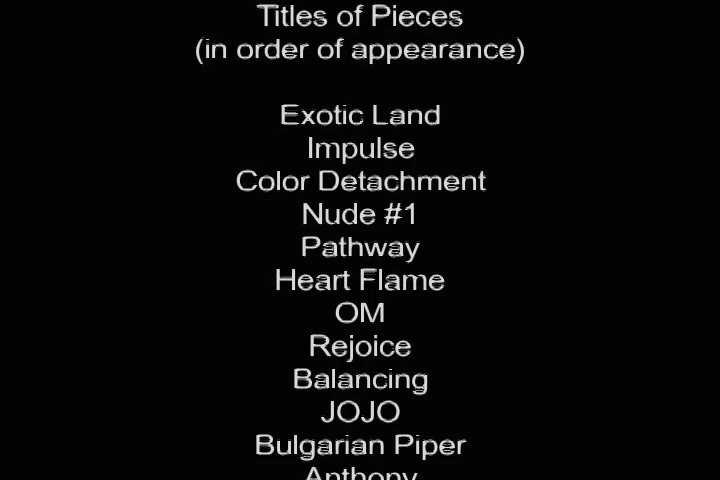 Titles of Pieces
(in order of appearance)
Exotic Land
Impulse
Color Detachment
Nude #1
Pathway
Heart Flame
OM
Rejoice
Balancing
JOJO
Bulgarian Piper
Anthony